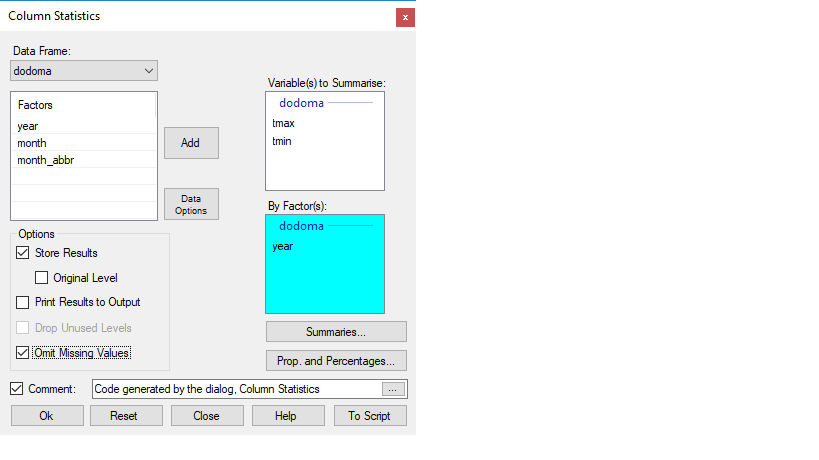 Column Statistics
x
Data Frame:
dodoma
Factors
year
month
month_abbr
Add
Data
Options
Variable(s) to Summarise:
dodoma
tmax
tmin
By Factor(s):
dodoma
year
Options
Store Results
Original Level
Print Results to Output
Drop Unused Levels
Omit Missing Values
Summaries...
Prop. and Percentages...
Comment:
Code generated by the dialog, Column Statistics
...
Ok
Reset
Close
Help
To Script